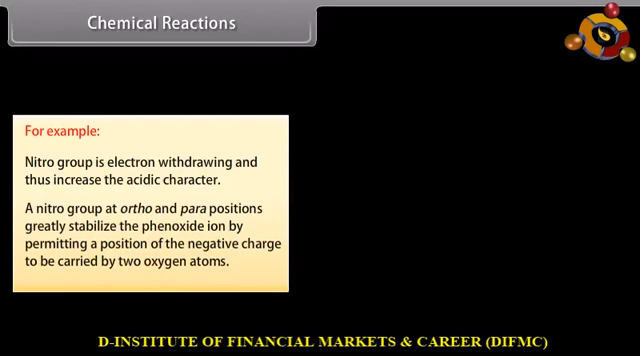 Chemical Reactions
For example:
Nitro group is electron withdrawing and
thus increase the acidic character.
A nitro group at ortho and para positions
greatly stabilize the phenoxide ion by
permitting a position of the negative charge
to be carried by two oxygen atoms.
D-INSTITUTE OF FINANCIAL MARKETS & CAREER (DIFMC)